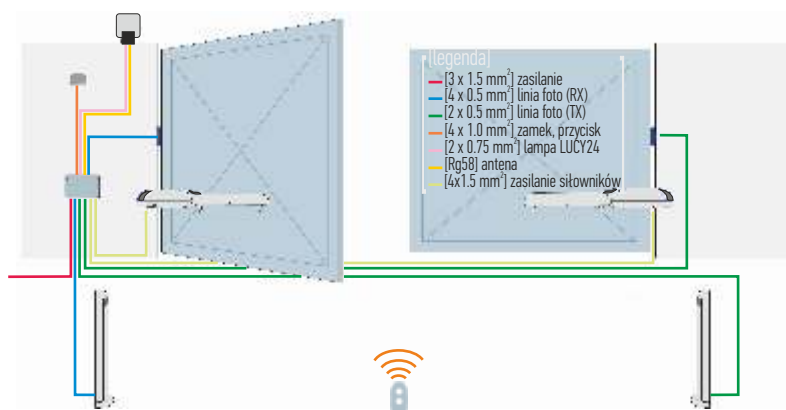 [legenda]
[3 x 1.5 mm²] zasilanie
[4 x 0.5 mm²] linia foto (RX)
[2 x 0.5 mm²] linia foto (TX)
[4 x 1.0 mm²] zamek, przycisk
[2 x 0.75 mm²] lampa LUCY24
[Rg58] antena
[4x1.5 mm²] zasilanie siłowników